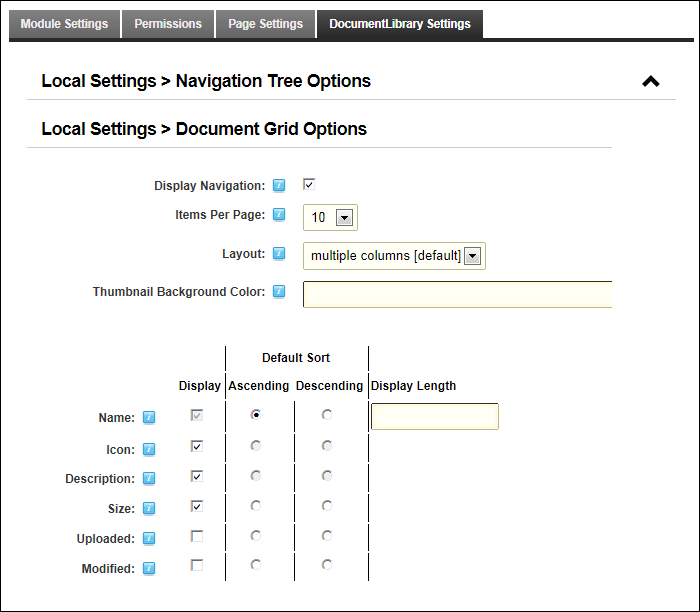 Module Settings Permissions Page Settings DocumentLibrary Settings
Local Settings > Navigation Tree Options
Local Settings > Document Grid Options
Display Navigation:
Items Per Page: 10
Layout: multiple columns [default]
Thumbnail Background Color:
Default Sort
Display Ascending Descending Display Length
Name:
Icon:
Description:
Size:
Uploaded:
Modified: